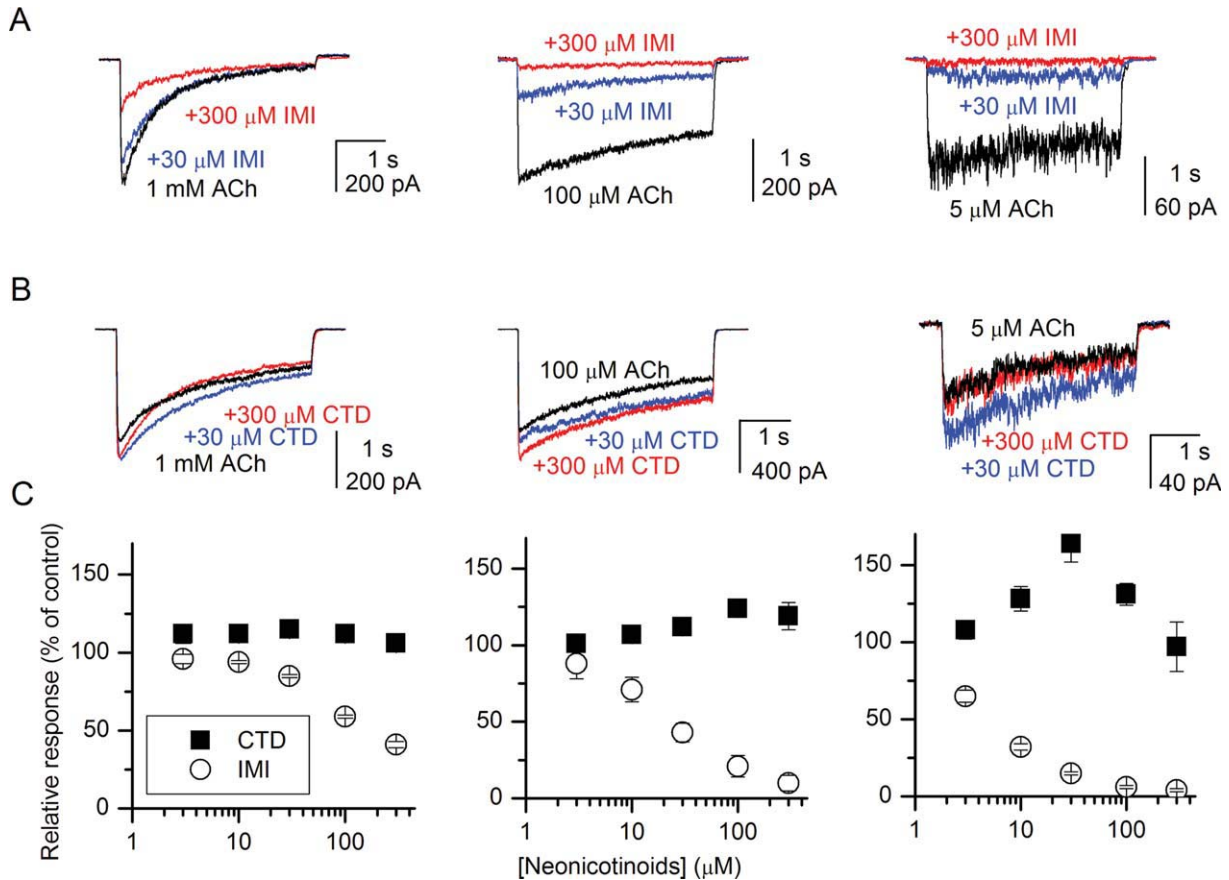 A
+300 μM IMI
+30 μM IMI
1 mM ACh
1 s
200 pA
+300 μM IMI
+30 μM IMI
100 μM ACh
1 s
200 pA
+300 μM IMI
+30 μM IMI
5 μM ACh
1 s
60 pA
B
+300 μM CTD
+30 μM CTD
1 mM ACh
1 s
200 pA
100 μM ACh
+30 μM CTD
+300 μM CTD
1 s
400 pA
5 μM ACh
+300 μM CTD
+30 μM CTD
1 s
40 pA
C
Relative response (% of control)
150
100
50
0
CTD
IMI
1 10 100
150
100
50
0
1 10 100
150
100
50
0
1 10 100
[Neonicotinoids] (μM)